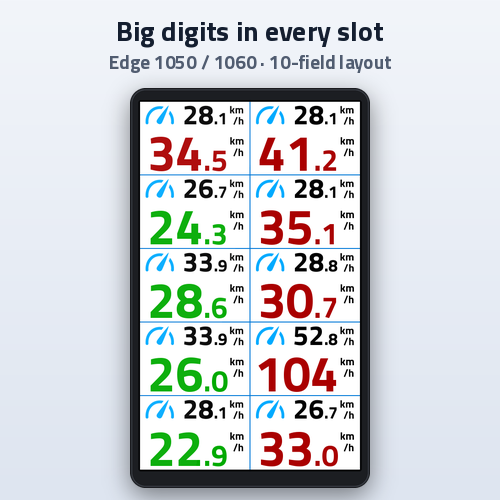 Big digits in every slot
Edge 1050 / 1060 · 10-field layout
28.1 km/h 28.1 km/h
34.5 km/h 41.2 km/h
26.7 km/h 28.1 km/h
24.3 km/h 35.1 km/h
33.9 km/h 28.8 km/h
28.6 km/h 30.7 km/h
33.9 km/h 52.8 km/h
26.0 km/h 104 km/h
28.1 km/h 26.7 km/h
22.9 km/h 33.0 km/h